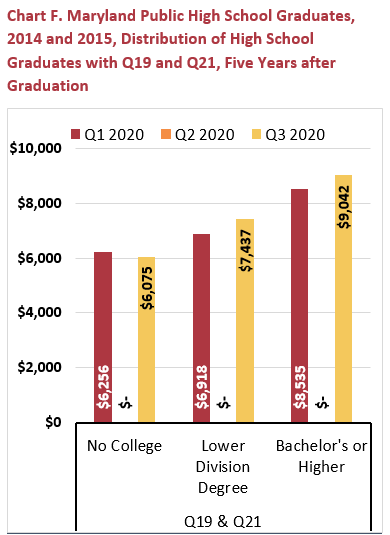 Chart F. Maryland Public High School Graduates,
2014 and 2015, Distribution of High School
Graduates with Q19 and Q21, Five Years after
Graduation
Q1 2020 Q2 2020 Q3 2020
$10,000
$8,000
$6,000
$4,000
$2,000
$0
$6,256
$-
$6,075
$6,918
$-
$7,437
$8,535
$-
$9,042
No College
Lower
Division
Degree
Bachelor's or
Higher
Q19 & Q21